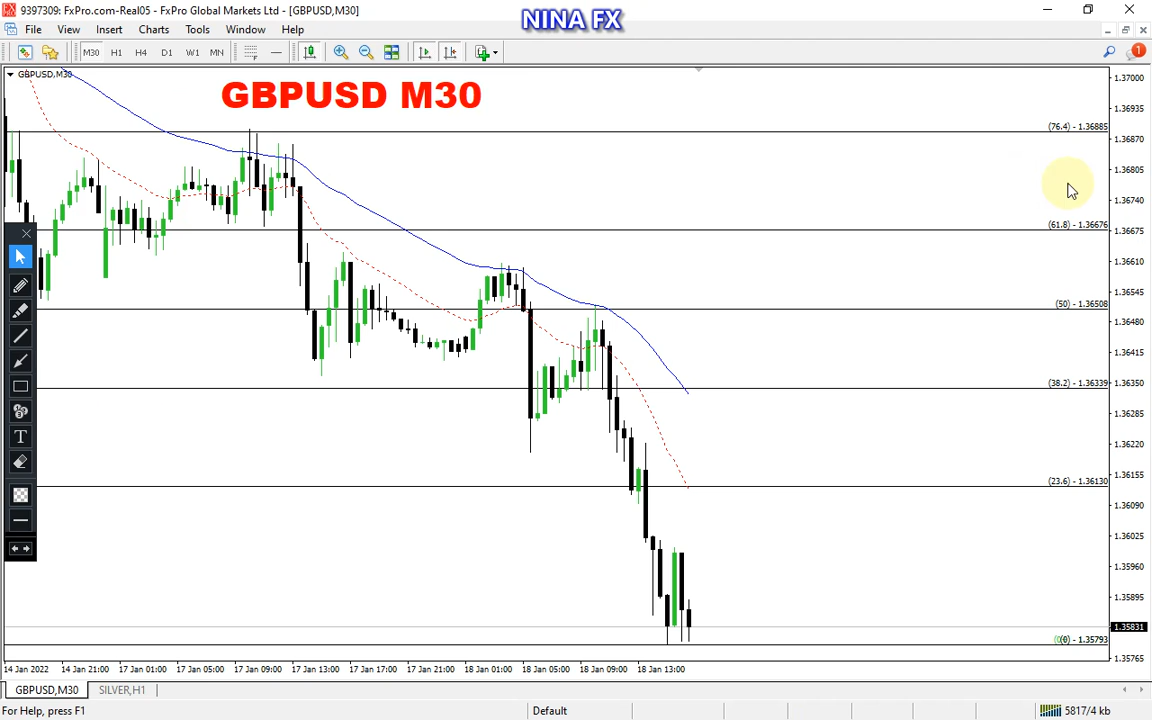 9397309: FxPro.com-Real05 - FxPro Global Markets Ltd - [GBPUSD,M30]
NINA FX
File View Insert Charts Tools Window Help
M30 H1 H4 D1 W1 MN
1
GBPUSD,M30
GBPUSD M30
1.37000
1.36935
(76.4) - 1.36885
1.36870
1.36805
1.36740
(61.8) - 1.36676
1.36675
1.36610
1.36545
(50) - 1.36508
1.36480
1.36415
(38.2) - 1.36339
1.36350
1.36285
1.36220
1.36155
(23.6) - 1.36130
1.36090
1.36025
1.35960
1.35895
1.35831
(0) - 1.35793
1.35765
T
14 Jan 2022 14 Jan 21:00 17 Jan 01:00 17 Jan 05:00 17 Jan 09:00 17 Jan 13:00 17 Jan 17:00 17 Jan 21:00 18 Jan 01:00 18 Jan 05:00 18 Jan 09:00 18 Jan 13:00
GBPUSD,M30 SILVER,H1
For Help, press F1 Default 5817/4 kb